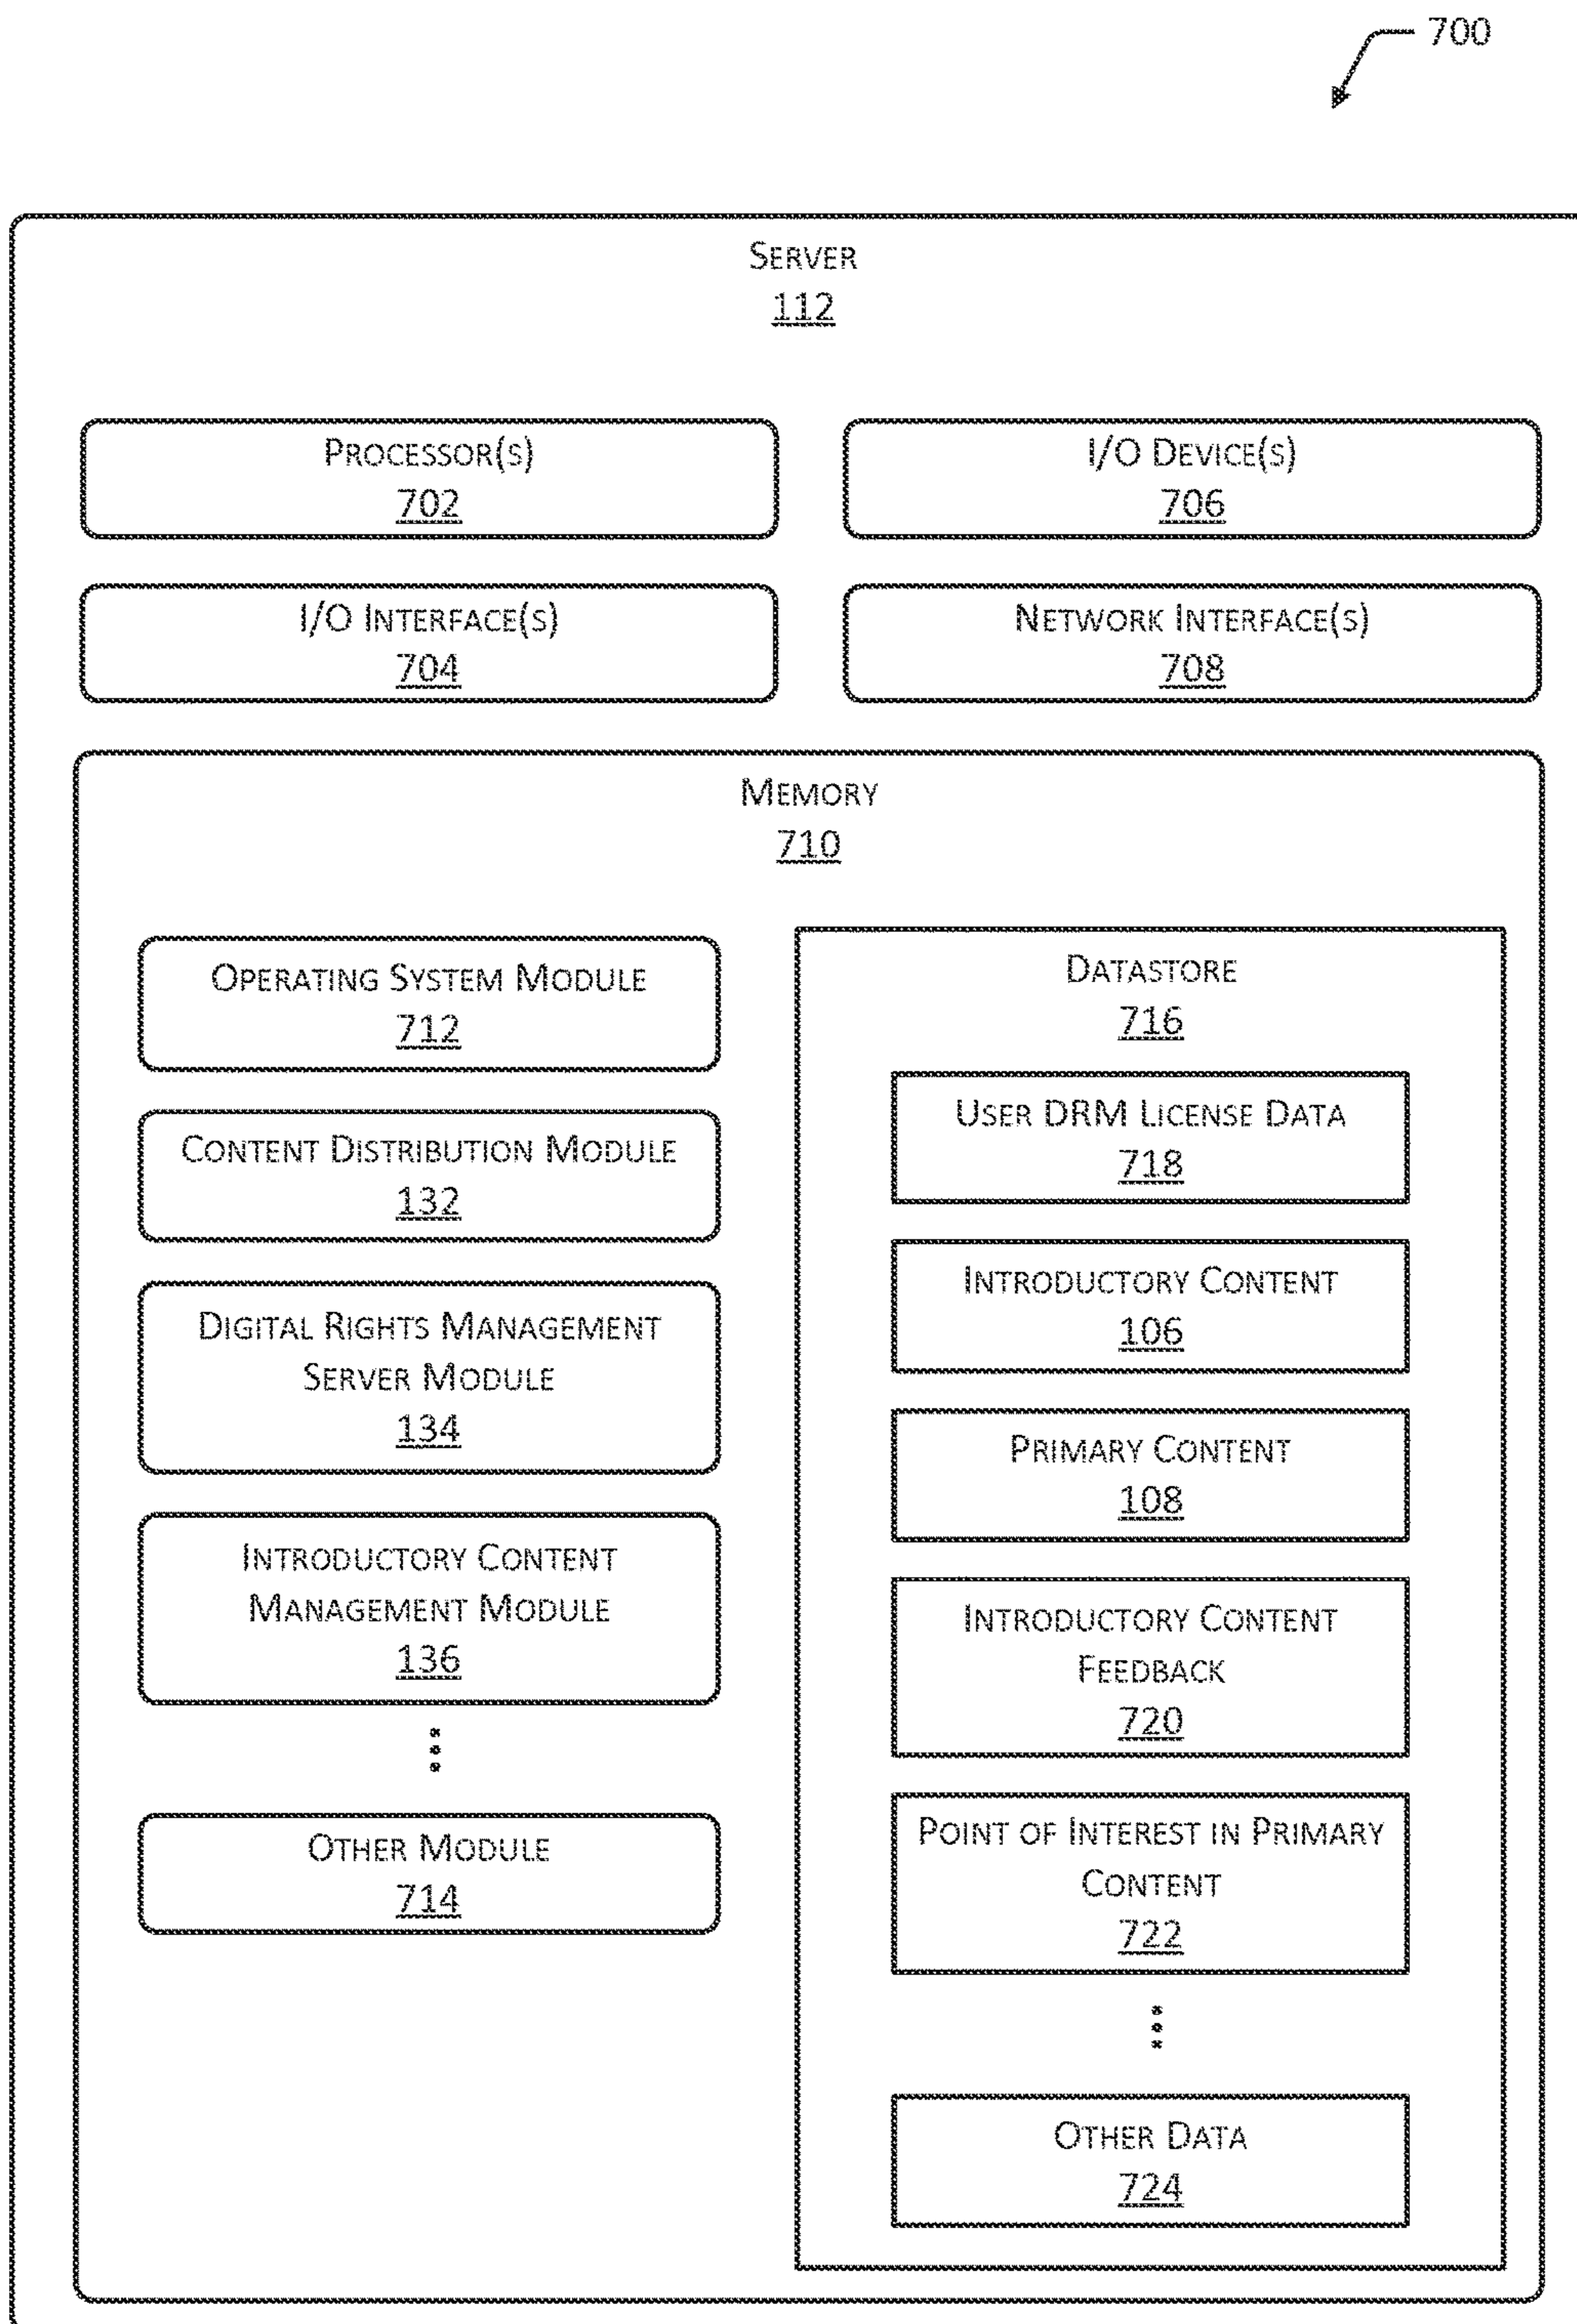 700
SERVER
112
PROCESSOR(S)
702
I/O DEVICE(S)
706
I/O INTERFACE(S)
704
NETWORK INTERFACE(S)
708
MEMORY
710
OPERATING SYSTEM MODULE
712
CONTENT DISTRIBUTION MODULE
132
DIGITAL RIGHTS MANAGEMENT
SERVER MODULE
134
INTRODUCTORY CONTENT
MANAGEMENT MODULE
136
OTHER MODULE
714
DATASTORE
716
USER DRM LICENSE DATA
718
INTRODUCTORY CONTENT
106
PRIMARY CONTENT
108
INTRODUCTORY CONTENT
FEEDBACK
720
POINT OF INTEREST IN PRIMARY
CONTENT
722
OTHER DATA
724